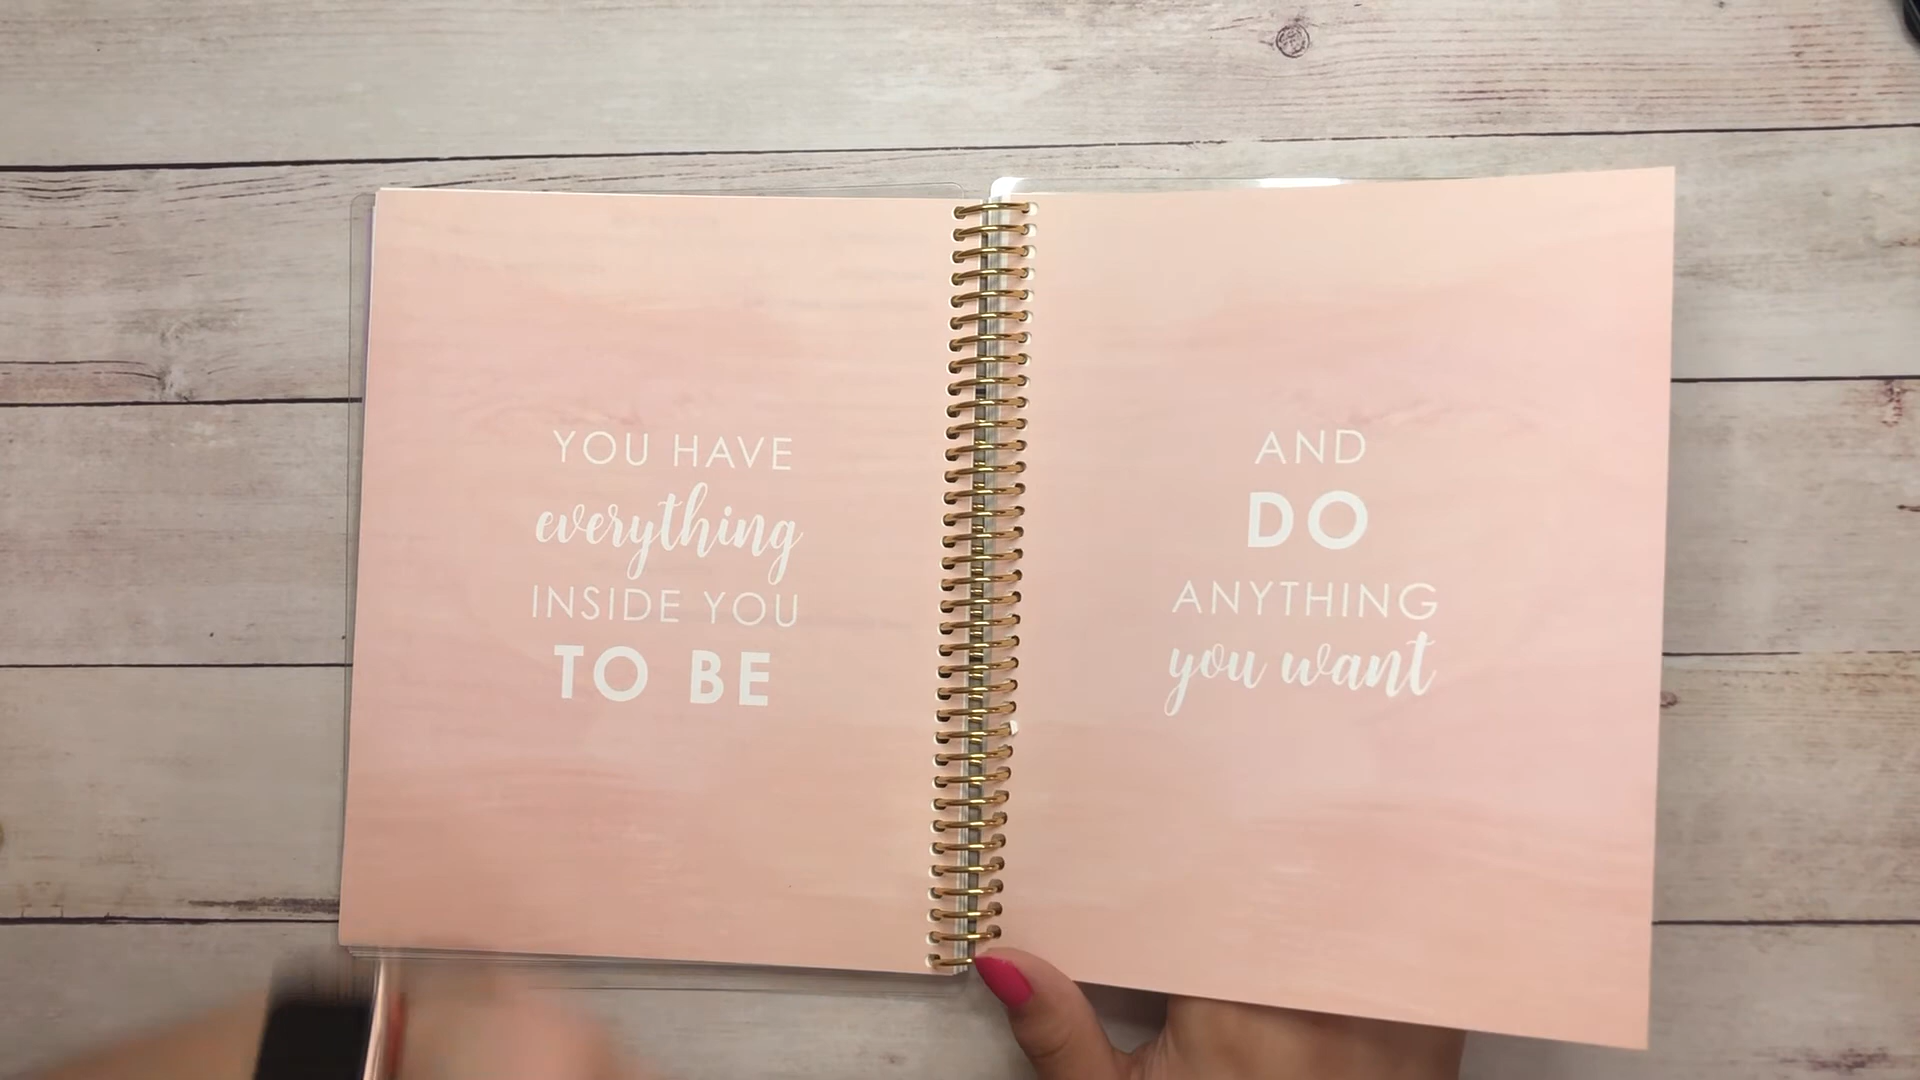 YOU HAVE
everything
INSIDE YOU
TO BE
AND
DO
ANYTHING
you want